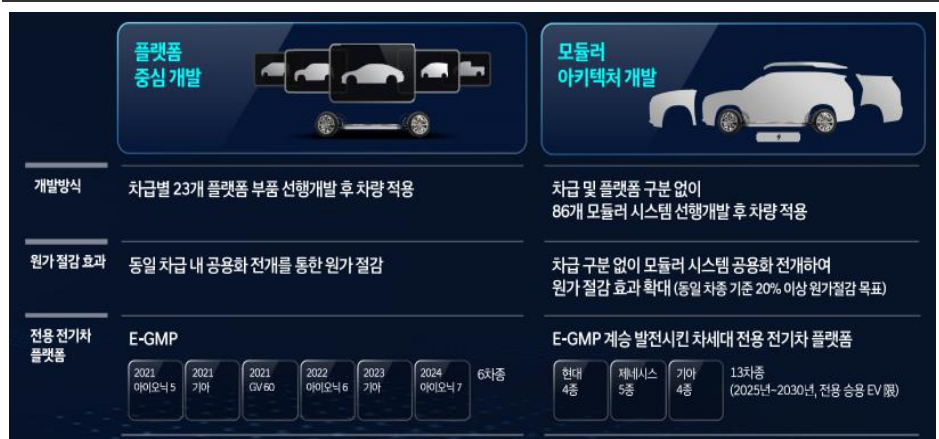 플랫폼
중심 개발
모듈러
아키텍처 개발
개발방식
차급별 23개 플랫폼 부품 선행개발 후 차량 적용
차급 및 플랫폼 구분 없이
86개 모듈러 시스템 선행개발 후 차량 적용
원가 절감 효과
동일 차급 내 공용화 전개를 통한 원가 절감
차급 구분 없이 모듈러 시스템 공용화 전개하여
원가 절감 효과 확대 (동일 차종 기준 20% 이상 원가절감 목표)
전용 전기차
플랫폼
E-GMP
2021
아이오닉 5
2021
기아
2021
GV60
2022
아이오닉 6
2023
기아
2024
아이오닉 7
6차종
E-GMP 계승 발전시킨 차세대 전용 전기차 플랫폼
현대
4종
제네시스
5종
기아
4종
13차종
(2025년~2030년, 전용 승용 EV 限)